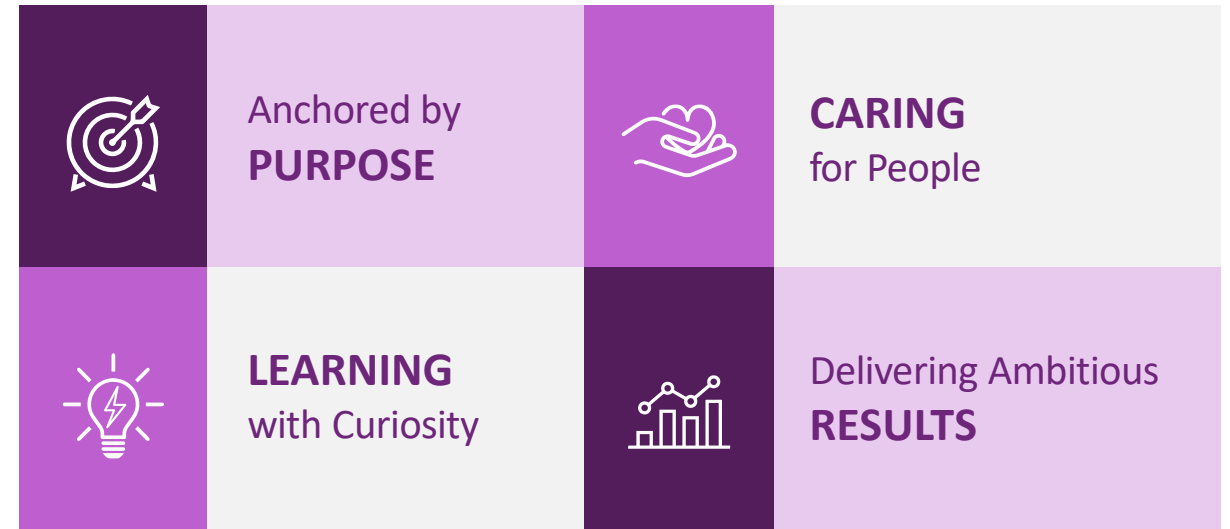 Anchored by
PURPOSE
CARING
for People
LEARNING
with Curiosity
Delivering Ambitious
RESULTS